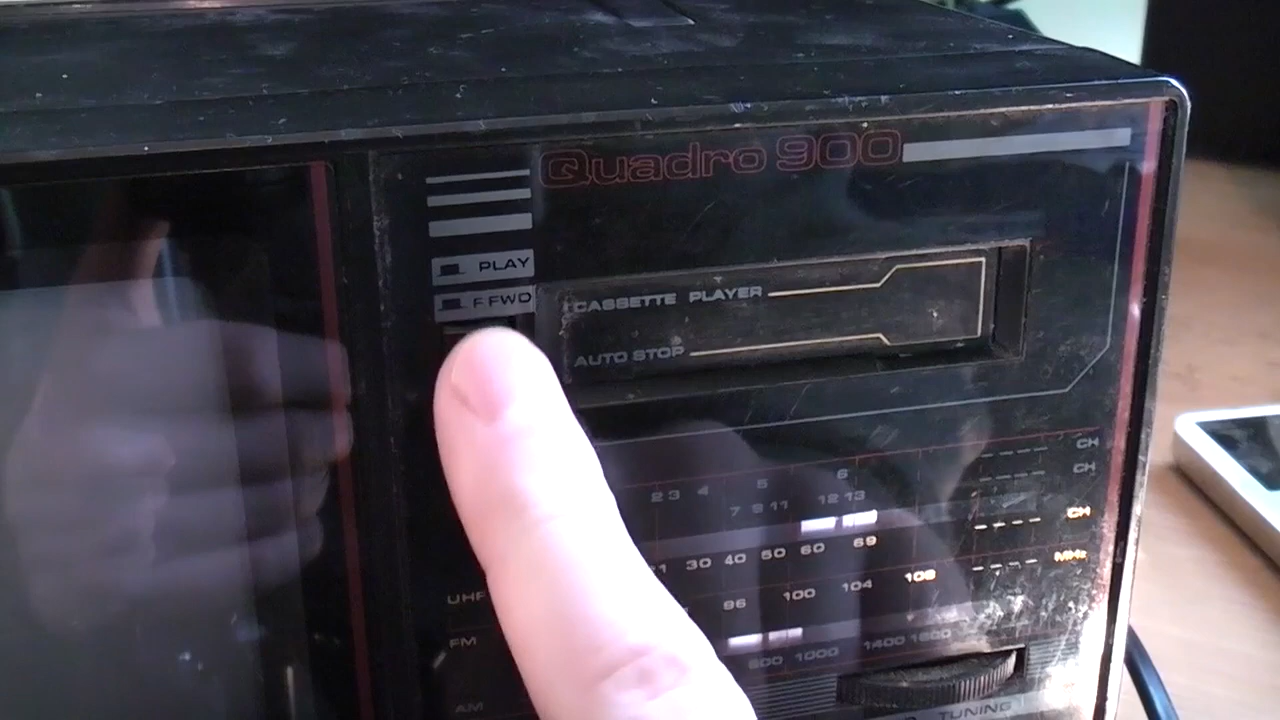 Quadro 900
PLAY
F.FWD
CASSETTE PLAYER
AUTO STOP
CH
2 3 4 5 6 CH
7 9 11 12 13 CH
30 40 50 60 69 MHz
UHF 96 100 104 108
FM 800 1000 1400 1600
AM TUNING